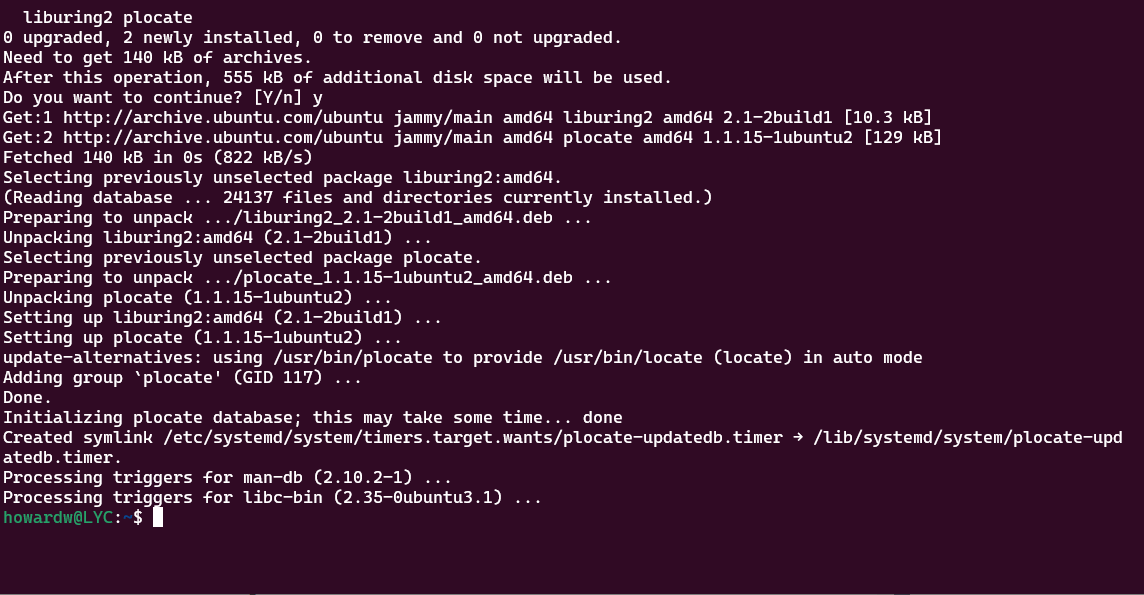 liburing2 plocate
0 upgraded, 2 newly installed, 0 to remove and 0 not upgraded.
Need to get 140 kB of archives.
After this operation, 555 kB of additional disk space will be used.
Do you want to continue? [Y/n] y
Get:1 http://archive.ubuntu.com/ubuntu jammy/main amd64 liburing2 amd64 2.1-2build1 [10.3 kB]
Get:2 http://archive.ubuntu.com/ubuntu jammy/main amd64 plocate amd64 1.1.15-1ubuntu2 [129 kB]
Fetched 140 kB in 0s (822 kB/s)
Selecting previously unselected package liburing2:amd64.
(Reading database ... 24137 files and directories currently installed.)
Preparing to unpack .../liburing2_2.1-2build1_amd64.deb ...
Unpacking liburing2:amd64 (2.1-2build1) ...
Selecting previously unselected package plocate.
Preparing to unpack .../plocate_1.1.15-1ubuntu2_amd64.deb ...
Unpacking plocate (1.1.15-1ubuntu2) ...
Setting up liburing2:amd64 (2.1-2build1) ...
Setting up plocate (1.1.15-1ubuntu2) ...
update-alternatives: using /usr/bin/plocate to provide /usr/bin/locate (locate) in auto mode
Adding group `plocate' (GID 117) ...
Done.
Initializing plocate database; this may take some time... done
Created symlink /etc/systemd/system/timers.target.wants/plocate-updatedb.timer → /lib/systemd/system/plocate-upd
atedb.timer.
Processing triggers for man-db (2.10.2-1) ...
Processing triggers for libc-bin (2.35-0ubuntu3.1) ...
howardw@LYC:~$